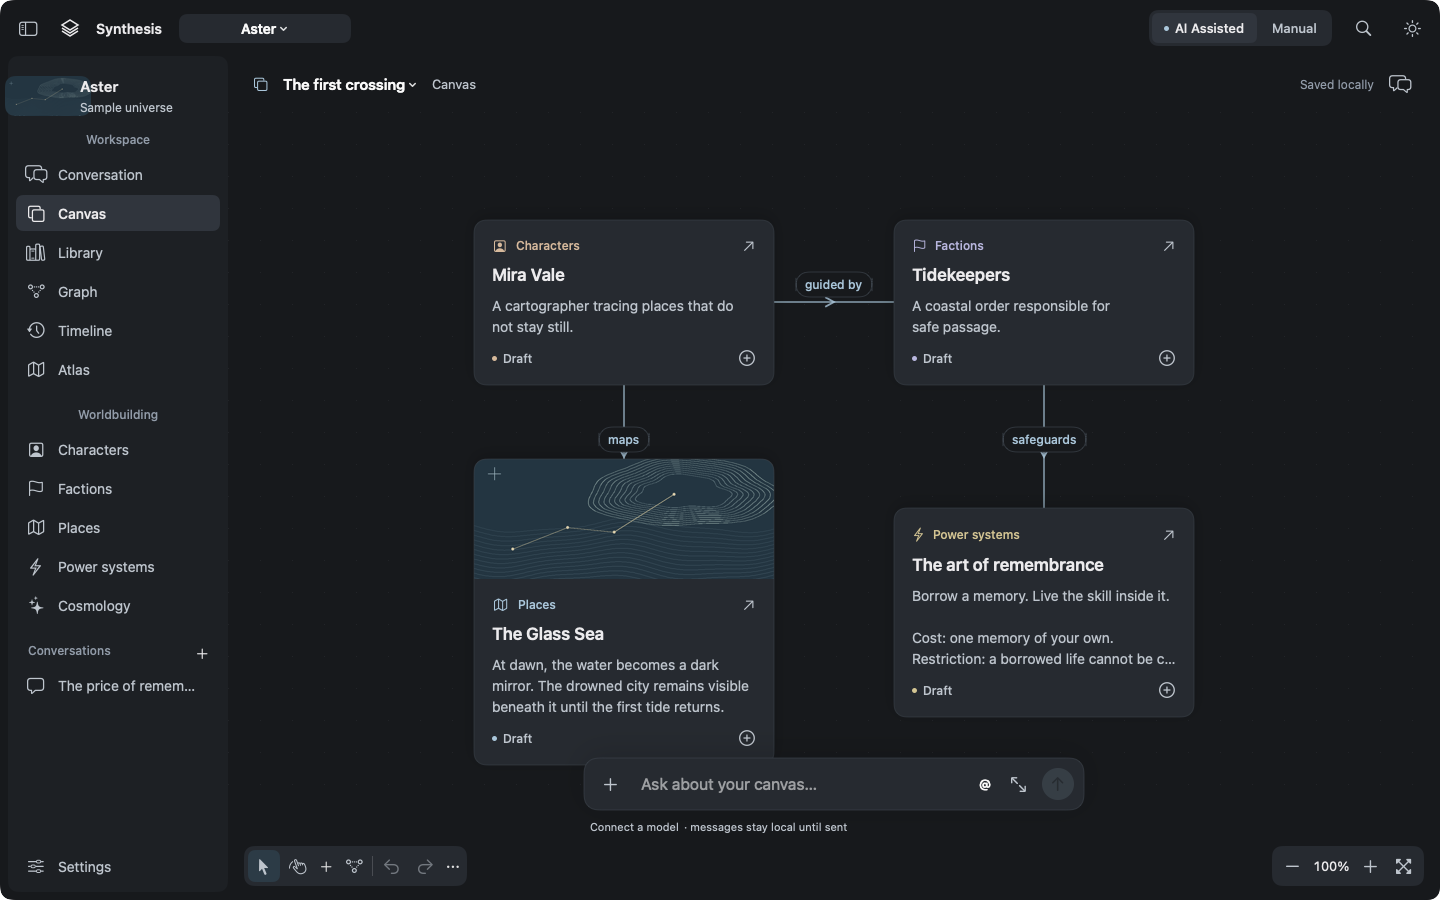 Synthesis
Aster
AI Assisted
Manual
Aster
Sample universe
Workspace
Conversation
Canvas
Library
Graph
Timeline
Atlas
Worldbuilding
Characters
Factions
Places
Power systems
Cosmology
Conversations
The price of remem...
Settings
The first crossing
Canvas
Saved locally
Characters
Mira Vale
A cartographer tracing places that do
not stay still.
Draft
guided by
Factions
Tidekeepers
A coastal order responsible for
safe passage.
Draft
maps
safeguards
Places
The Glass Sea
At dawn, the water becomes a dark
mirror. The drowned city remains visible
beneath it until the first tide returns.
Draft
Power systems
The art of remembrance
Borrow a memory. Live the skill inside it.
Cost: one memory of your own.
Restriction: a borrowed life cannot be c...
Draft
Ask about your canvas...
@
Connect a model · messages stay local until sent
100%